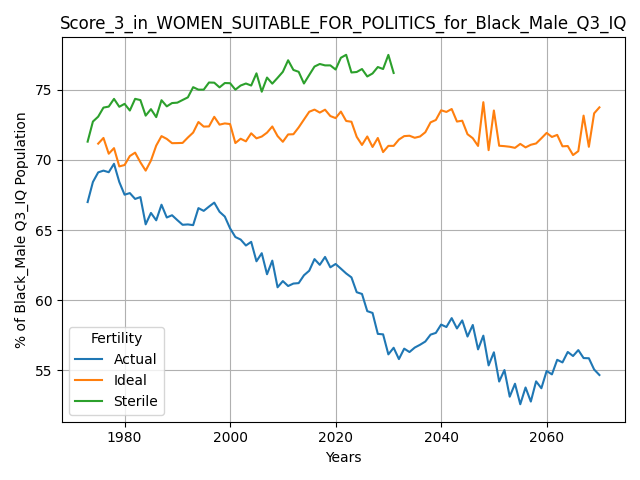 Score_3_in_WOMEN_SUITABLE_FOR_POLITICS_for_Black_Male_Q3_IQ
% of Black_Male Q3_IQ Population
75
70
65
60
55
Fertility
Actual
Ideal
Sterile
1980
2000
2020
2040
2060
Years